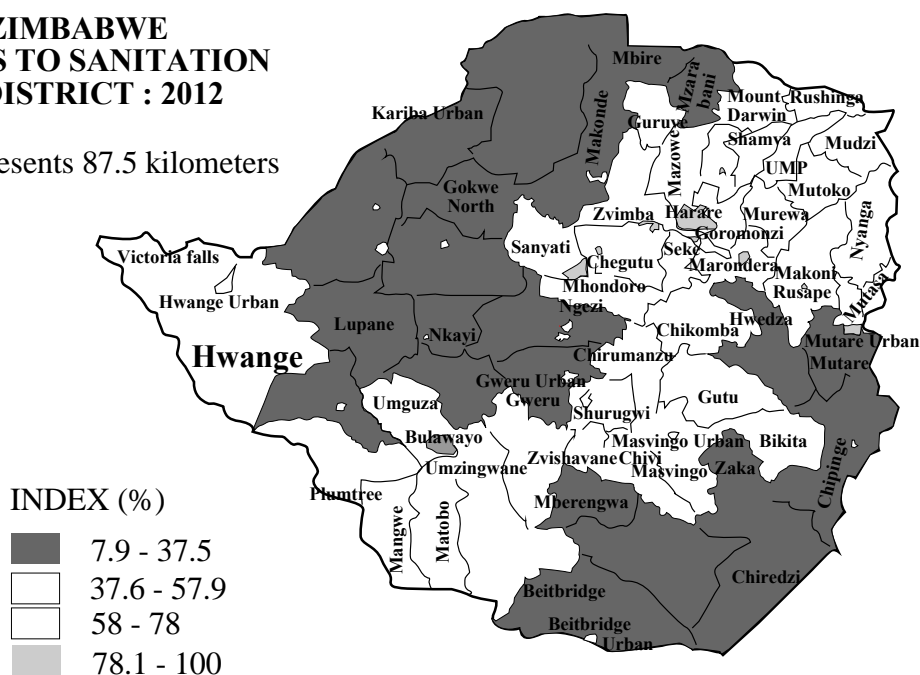 ZIMBABWE
S TO SANITATION
DISTRICT : 2012
esents 87.5 kilometers
Mbire
Mzara
bani
Kariba Urban
Makonde
Guruve
Mount
Darwin
Rushinga
Mazowe
Shamva
Mudzi
UMP
Mutoko
Gokwe
North
Zvimba
Harare
Murewa
Nyanga
Goromonzi
Sanyati
Seke
Chegutu
Marondera
Makoni
Victoria falls
Mhondoro
Ngezi
Rusape
Mutasa
Hwange Urban
Lupane
Nkayi
Chikomba
Hwedza
Mutare Urban
Mutare
Hwange
Chirumanzu
Gweru Urban
Gweru
Umguza
Shurugwi
Gutu
Bulawayo
Masvingo Urban
Bikita
Umzingwane
Zvishavane
Chivi
Masvingo
Zaka
Chipinge
Plumtree
Mberengwa
Mangwe
Matobo
Chiredzi
Beitbridge
Beitbridge
Urban
INDEX (%)
7.9 - 37.5
37.6 - 57.9
58 - 78
78.1 - 100